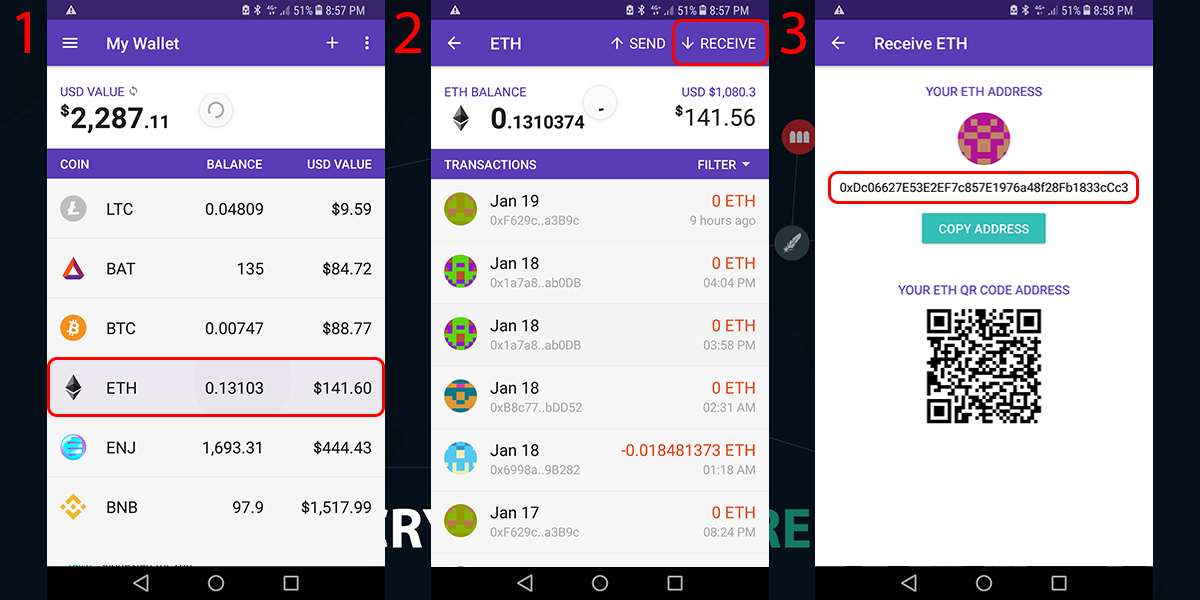 1
51% 8:57 PM
My Wallet
USD VALUE
$2,287.11
COIN BALANCE USD VALUE
LTC 0.04809 $9.59
BAT 135 $84.72
BTC 0.00747 $88.77
ETH 0.13103 $141.60
ENJ 1,693.31 $444.43
BNB 97.9 $1,517.99
2
51% 8:57 PM
ETH SEND RECEIVE
ETH BALANCE USD $1,080.3
0.1310374 $141.56
TRANSACTIONS FILTER
Jan 19 0 ETH
0xF629c..a3B9c 9 hours ago
Jan 18 0 ETH
0x1a7a8..ab0DB 04:04 PM
Jan 18 0 ETH
0x1a7a8..ab0DB 03:58 PM
Jan 18 0 ETH
0xB8c77..bDD52 02:31 AM
Jan 18 -0.018481373 ETH
0x6998a..9B282 01:18 AM
Jan 17 0 ETH
0xF629c..a3B9c 08:24 PM
3
51% 8:58 PM
Receive ETH
YOUR ETH ADDRESS
0xDc06627E53E2EF7c857E1976a48f28Fb1833cCc3
COPY ADDRESS
YOUR ETH QR CODE ADDRESS
CRY
RE